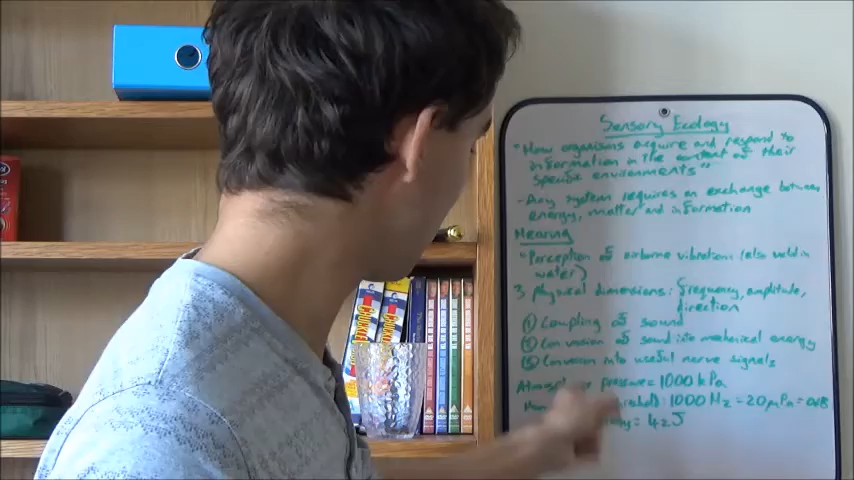 Sensory Ecology
"How organisms acquire and respond to
information in the context of their
specific environments"
- Any system requires an exchange between
energy, matter and information
Hearing
"Perception of airborne vibrations (also valid in
water)"
3 physical dimensions: frequency, amplitude,
direction
① Coupling of sound
② Conversion of sound into mechanical energy
③ Conversion into useful nerve signals
pressure = 1000 kPa
: 1000 Hz = 20μPa = 0dB